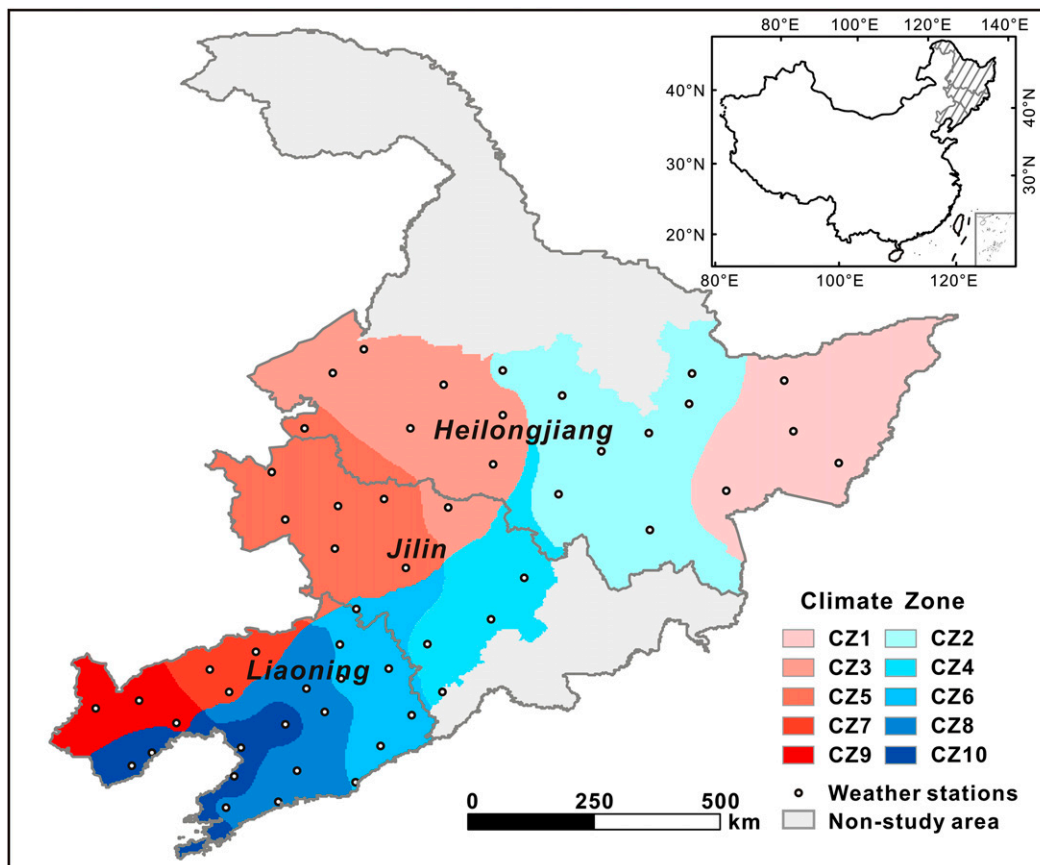 80°E 100°E 120°E 140°E
40°N
40°N
30°N
30°N
20°N
80°E 100°E 120°E
Heilongjiang
Jilin
Liaoning
Climate Zone
CZ1 CZ2
CZ3 CZ4
CZ5 CZ6
CZ7 CZ8
CZ9 CZ10
Weather stations
Non-study area
0 250 500
km